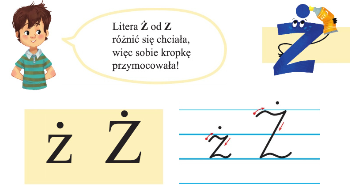 Litera Ż od Z
różnić się chciała,
więc sobie kropkę
przymocowała!
Ż
ż Ż
ż Ż